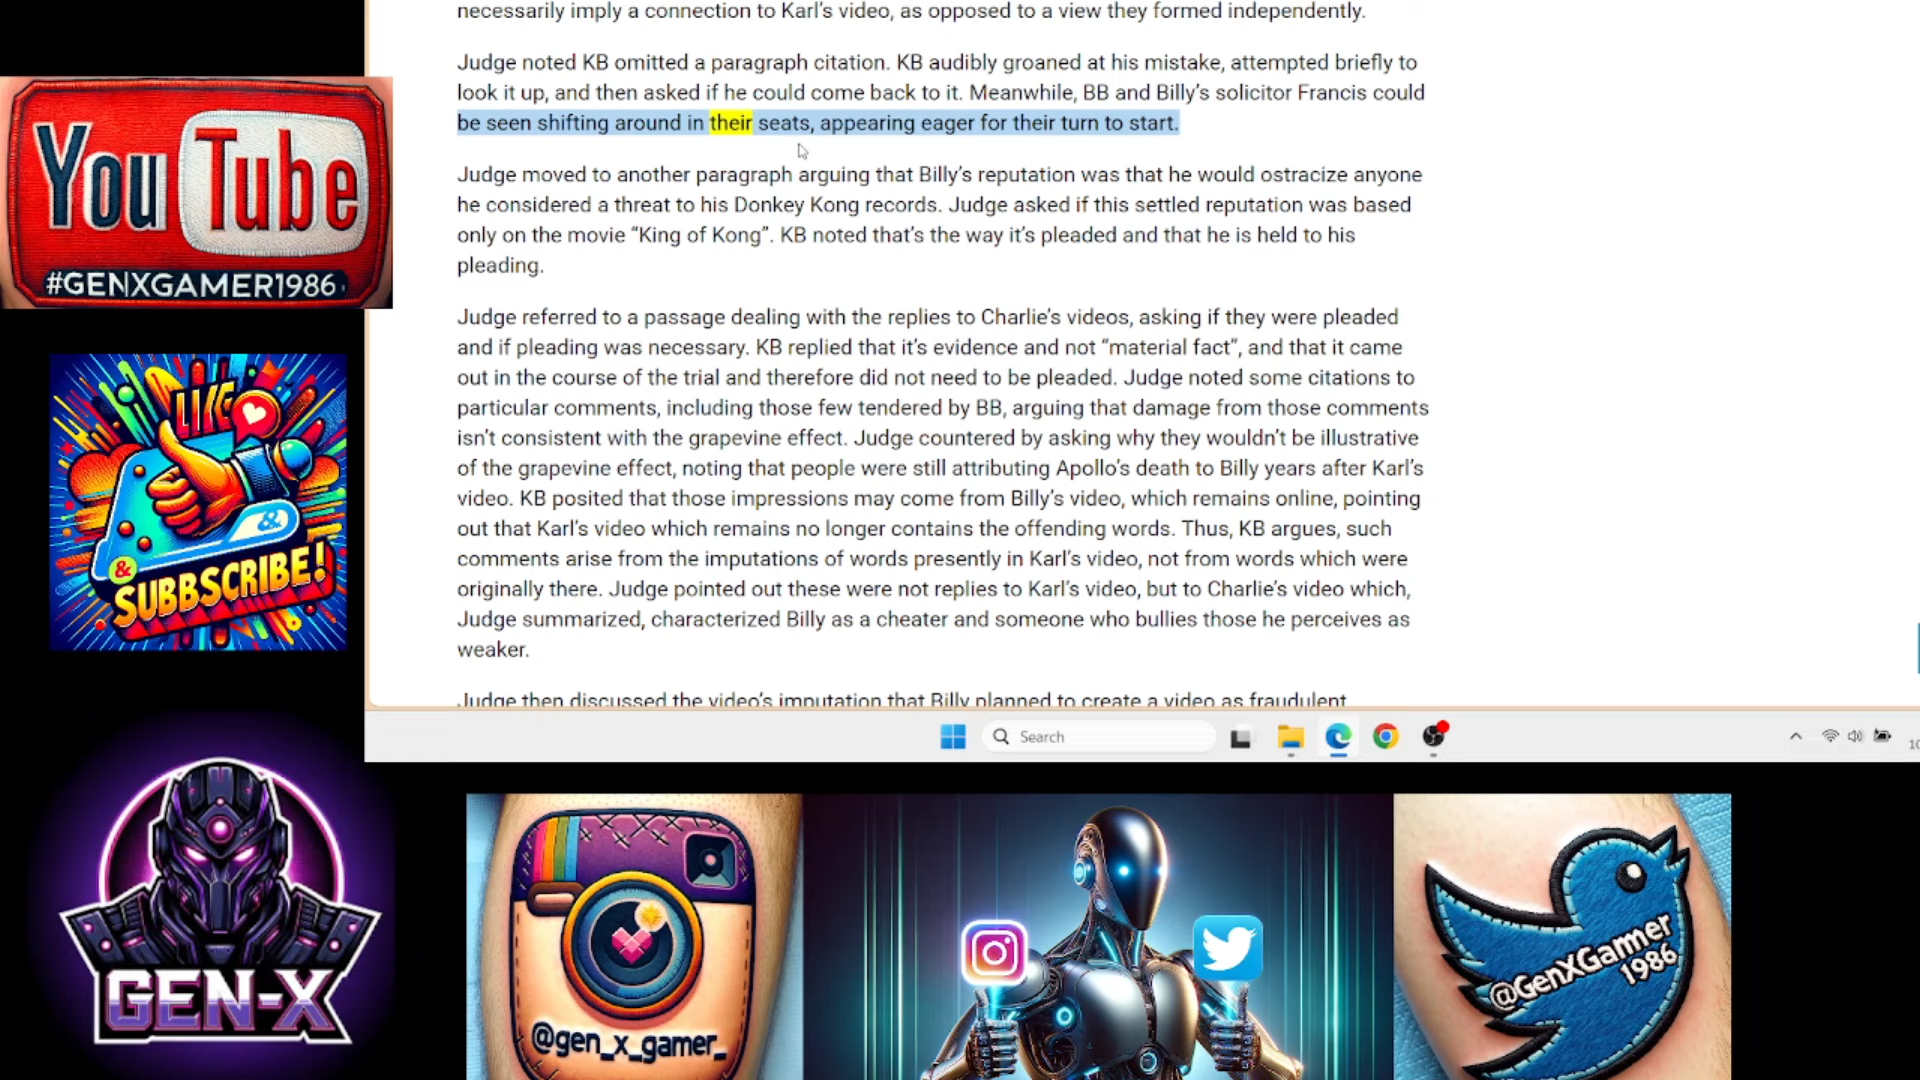 necessarily imply a connection to Karl's video, as opposed to a view they formed independently.
Judge noted KB omitted a paragraph citation. KB audibly groaned at his mistake, attempted briefly to
look it up, and then asked if he could come back to it. Meanwhile, BB and Billy's solicitor Francis could
be seen shifting around in their seats, appearing eager for their turn to start.
Judge moved to another paragraph arguing that Billy's reputation was that he would ostracize anyone
he considered a threat to his Donkey Kong records. Judge asked if this settled reputation was based
only on the movie “King of Kong”. KB noted that's the way it's pleaded and that he is held to his
pleading.
Judge referred to a passage dealing with the replies to Charlie's videos, asking if they were pleaded
and if pleading was necessary. KB replied that it's evidence and not “material fact”, and that it came
out in the course of the trial and therefore did not need to be pleaded. Judge noted some citations to
particular comments, including those few tendered by BB, arguing that damage from those comments
isn't consistent with the grapevine effect. Judge countered by asking why they wouldn't be illustrative
of the grapevine effect, noting that people were still attributing Apollo's death to Billy years after Karl's
video. KB posited that those impressions may come from Billy's video, which remains online, pointing
out that Karl's video which remains no longer contains the offending words. Thus, KB argues, such
comments arise from the imputations of words presently in Karl's video, not from words which were
originally there. Judge pointed out these were not replies to Karl's video, but to Charlie's video which,
Judge summarized, characterized Billy as a cheater and someone who bullies those he perceives as
weaker.
Judge then discussed the video's imputation that Billy planned to create a video as fraudulent
Search
10
YouTube
#GENXGAMER1986
LIKE
&
&
SUBBSCRIBE!
GEN-X
@gen_x_gamer_
@GenXGamer
1986